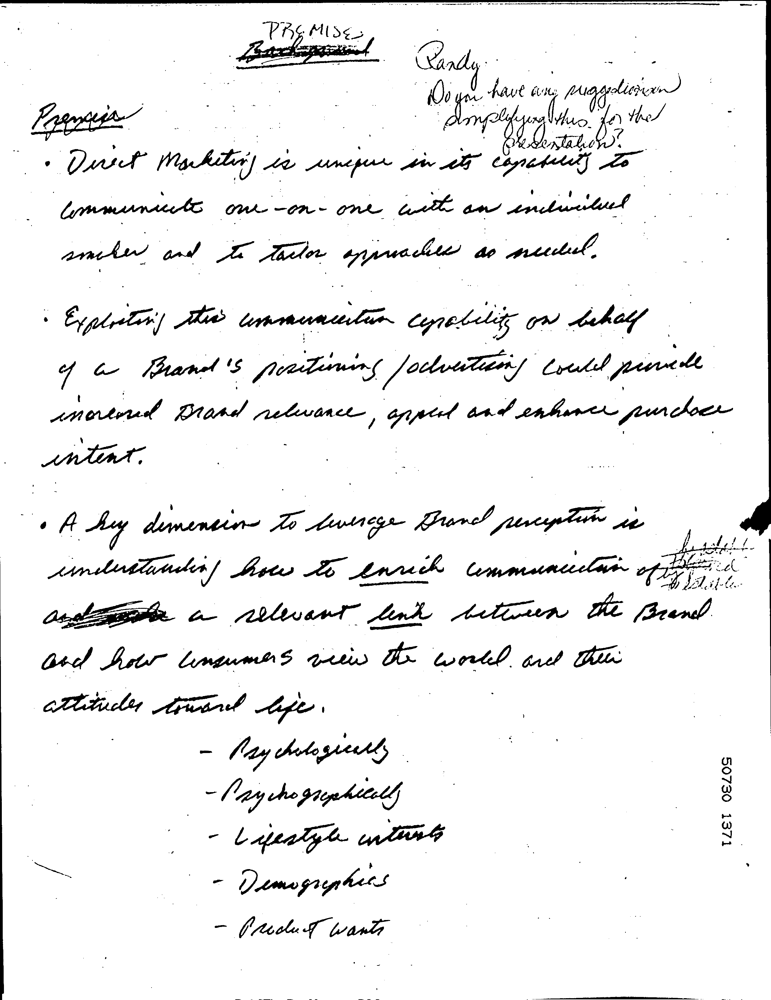 PREMISE
Background
Randy
Do you have any suggestions on
simplifying this for the
presentation?
Premise
• Direct Marketing is unique in its capability to
communicate one-on-one with an individual
smoker and to tailor approaches as needed.
• Exploiting this communication capability on behalf
of a Brand's positioning/advertising could provide
increased Brand relevance, appeal and enhance purchase
intent.
• A key dimension to leverage Brand perception is
understanding how to enrich communication of
and a relevant link between the Brand
and how consumers view the world and their
attitudes toward life.
- Psychologically
- Psychographically
- Lifestyle interests
- Demographics
- Product wants
50730 1371